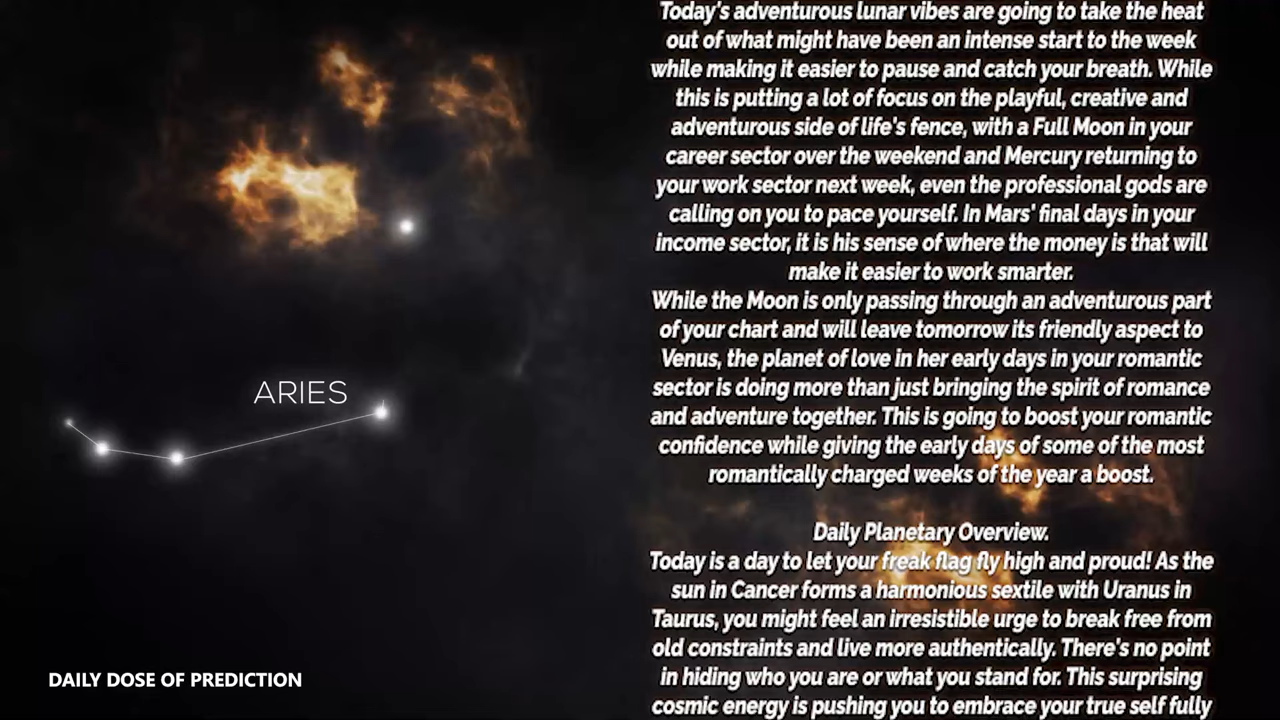 Today's adventurous lunar vibes are going to take the heat
out of what might have been an intense start to the week
while making it easier to pause and catch your breath. While
this is putting a lot of focus on the playful, creative and
adventurous side of life's fence, with a Full Moon in your
career sector over the weekend and Mercury returning to
your work sector next week, even the professional gods are
calling on you to pace yourself. In Mars' final days in your
income sector, it is his sense of where the money is that will
make it easier to work smarter.
While the Moon is only passing through an adventurous part
of your chart and will leave tomorrow its friendly aspect to
Venus, the planet of love in her early days in your romantic
sector is doing more than just bringing the spirit of romance
and adventure together. This is going to boost your romantic
confidence while giving the early days of some of the most
romantically charged weeks of the year a boost.
Daily Planetary Overview.
Today is a day to let your freak flag fly high and proud! As the
sun in Cancer forms a harmonious sextile with Uranus in
Taurus, you might feel an irresistible urge to break free from
old constraints and live more authentically. There's no point
in hiding who you are or what you stand for. This surprising
cosmic energy is pushing you to embrace your true self fully
ARIES
DAILY DOSE OF PREDICTION